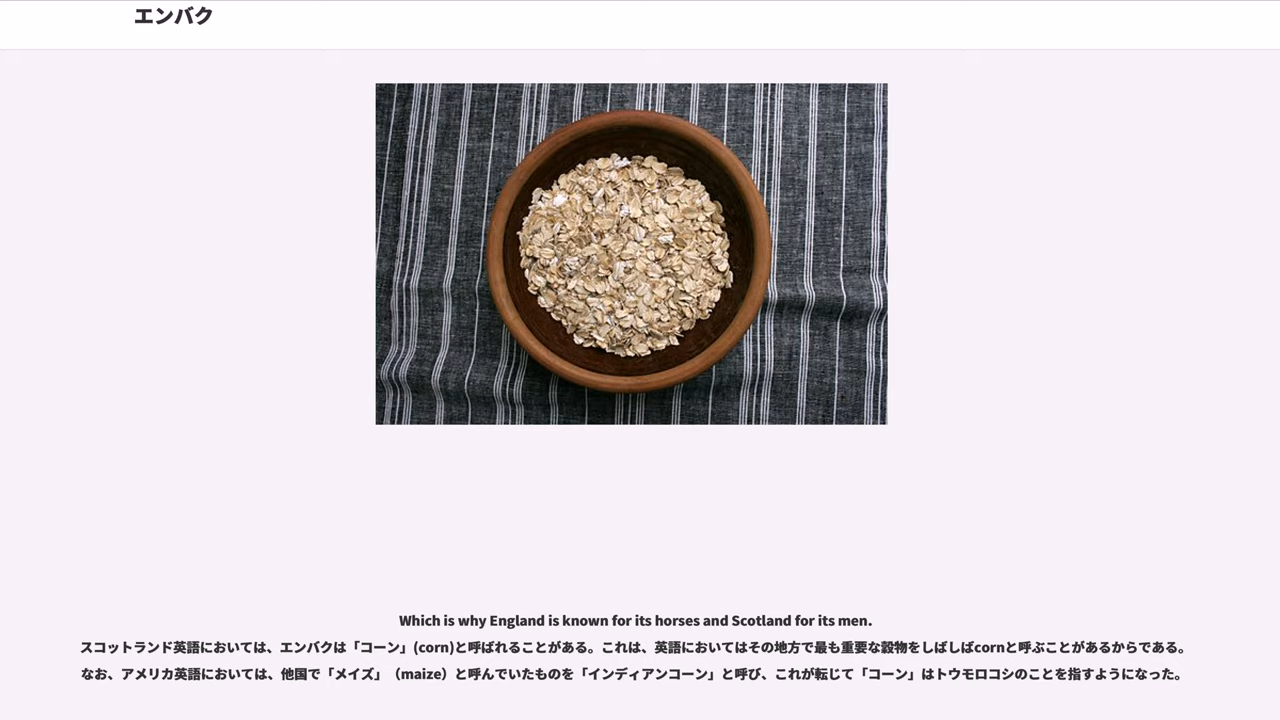 エンバク
Which is why England is known for its horses and Scotland for its men.
スコットランド英語においては、エンバクは「コーン」(corn)と呼ばれることがある。これは、英語においてはその地方で最も重要な穀物をしばしばcornと呼ぶことがあるからである。
なお、アメリカ英語においては、他国で「メイズ」（maize）と呼んでいたものを「インディアンコーン」と呼び、これが転じて「コーン」はトウモロコシのことを指すようになった。